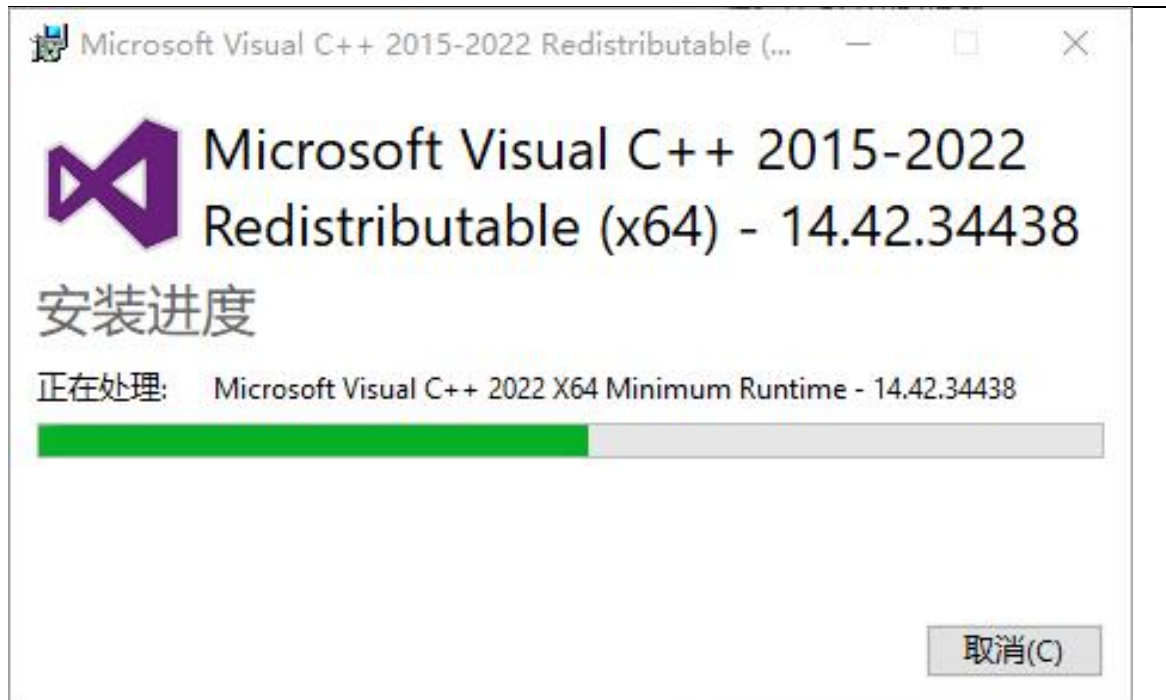 Microsoft Visual C++ 2015-2022 Redistributable (...
Microsoft Visual C++ 2015-2022
Redistributable (x64) - 14.42.34438
安装进度
正在处理: Microsoft Visual C++ 2022 X64 Minimum Runtime - 14.42.34438
取消(C)